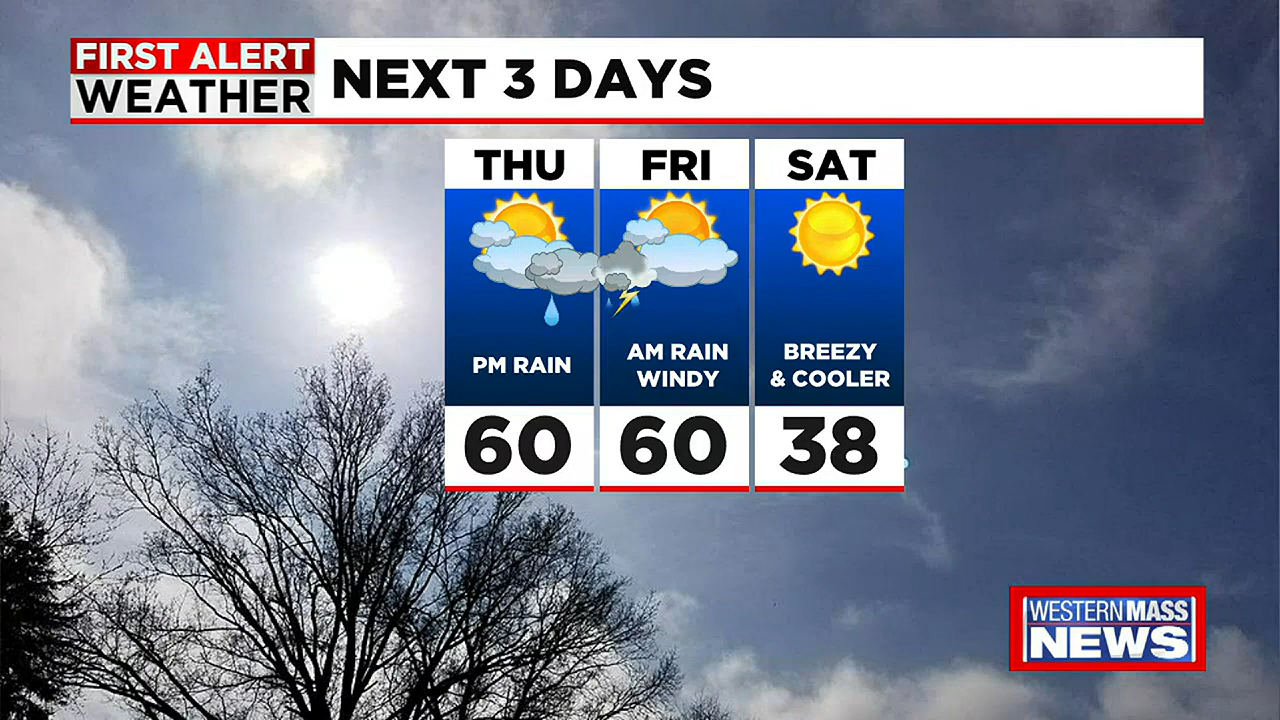 FIRST ALERT
WEATHER
NEXT 3 DAYS
THU
FRI
SAT
PM RAIN
AM RAIN
WINDY
BREEZY
& COOLER
60
60
38
WESTERN MASS
NEWS